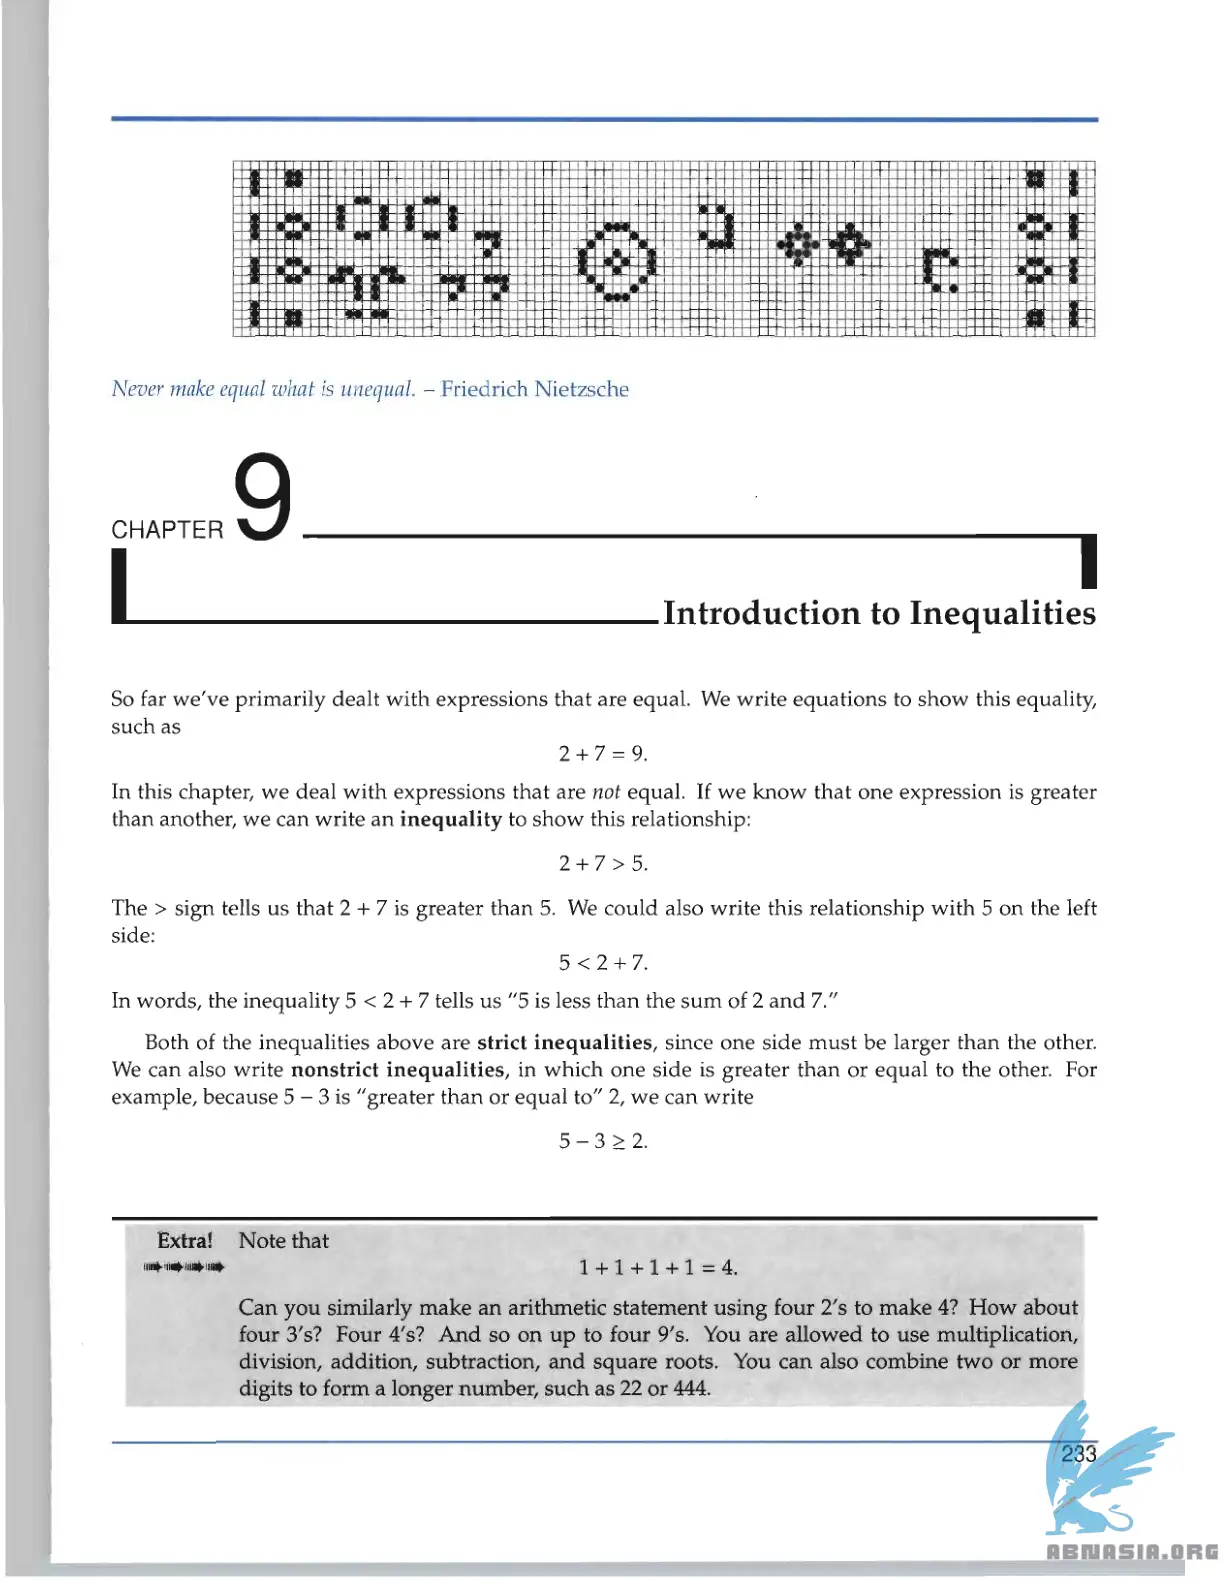 Never make equal what is unequal. – Friedrich Nietzsche
CHAPTER 9
Introduction to Inequalities
So far we've primarily dealt with expressions that are equal. We write equations to show this equality,
such as
2 + 7 = 9.
In this chapter, we deal with expressions that are not equal. If we know that one expression is greater
than another, we can write an inequality to show this relationship:
2 + 7 > 5.
The > sign tells us that 2 + 7 is greater than 5. We could also write this relationship with 5 on the left
side:
5 < 2 + 7.
In words, the inequality 5 < 2 + 7 tells us "5 is less than the sum of 2 and 7."
Both of the inequalities above are strict inequalities, since one side must be larger than the other.
We can also write nonstrict inequalities, in which one side is greater than or equal to the other. For
example, because 5 – 3 is "greater than or equal to" 2, we can write
5 – 3 ≥ 2.
Extra! Note that
1 + 1 + 1 + 1 = 4.
Can you similarly make an arithmetic statement using four 2's to make 4? How about
four 3's? Four 4's? And so on up to four 9's. You are allowed to use multiplication,
division, addition, subtraction, and square roots. You can also combine two or more
digits to form a longer number, such as 22 or 444.
233
ABNASIA.ORG